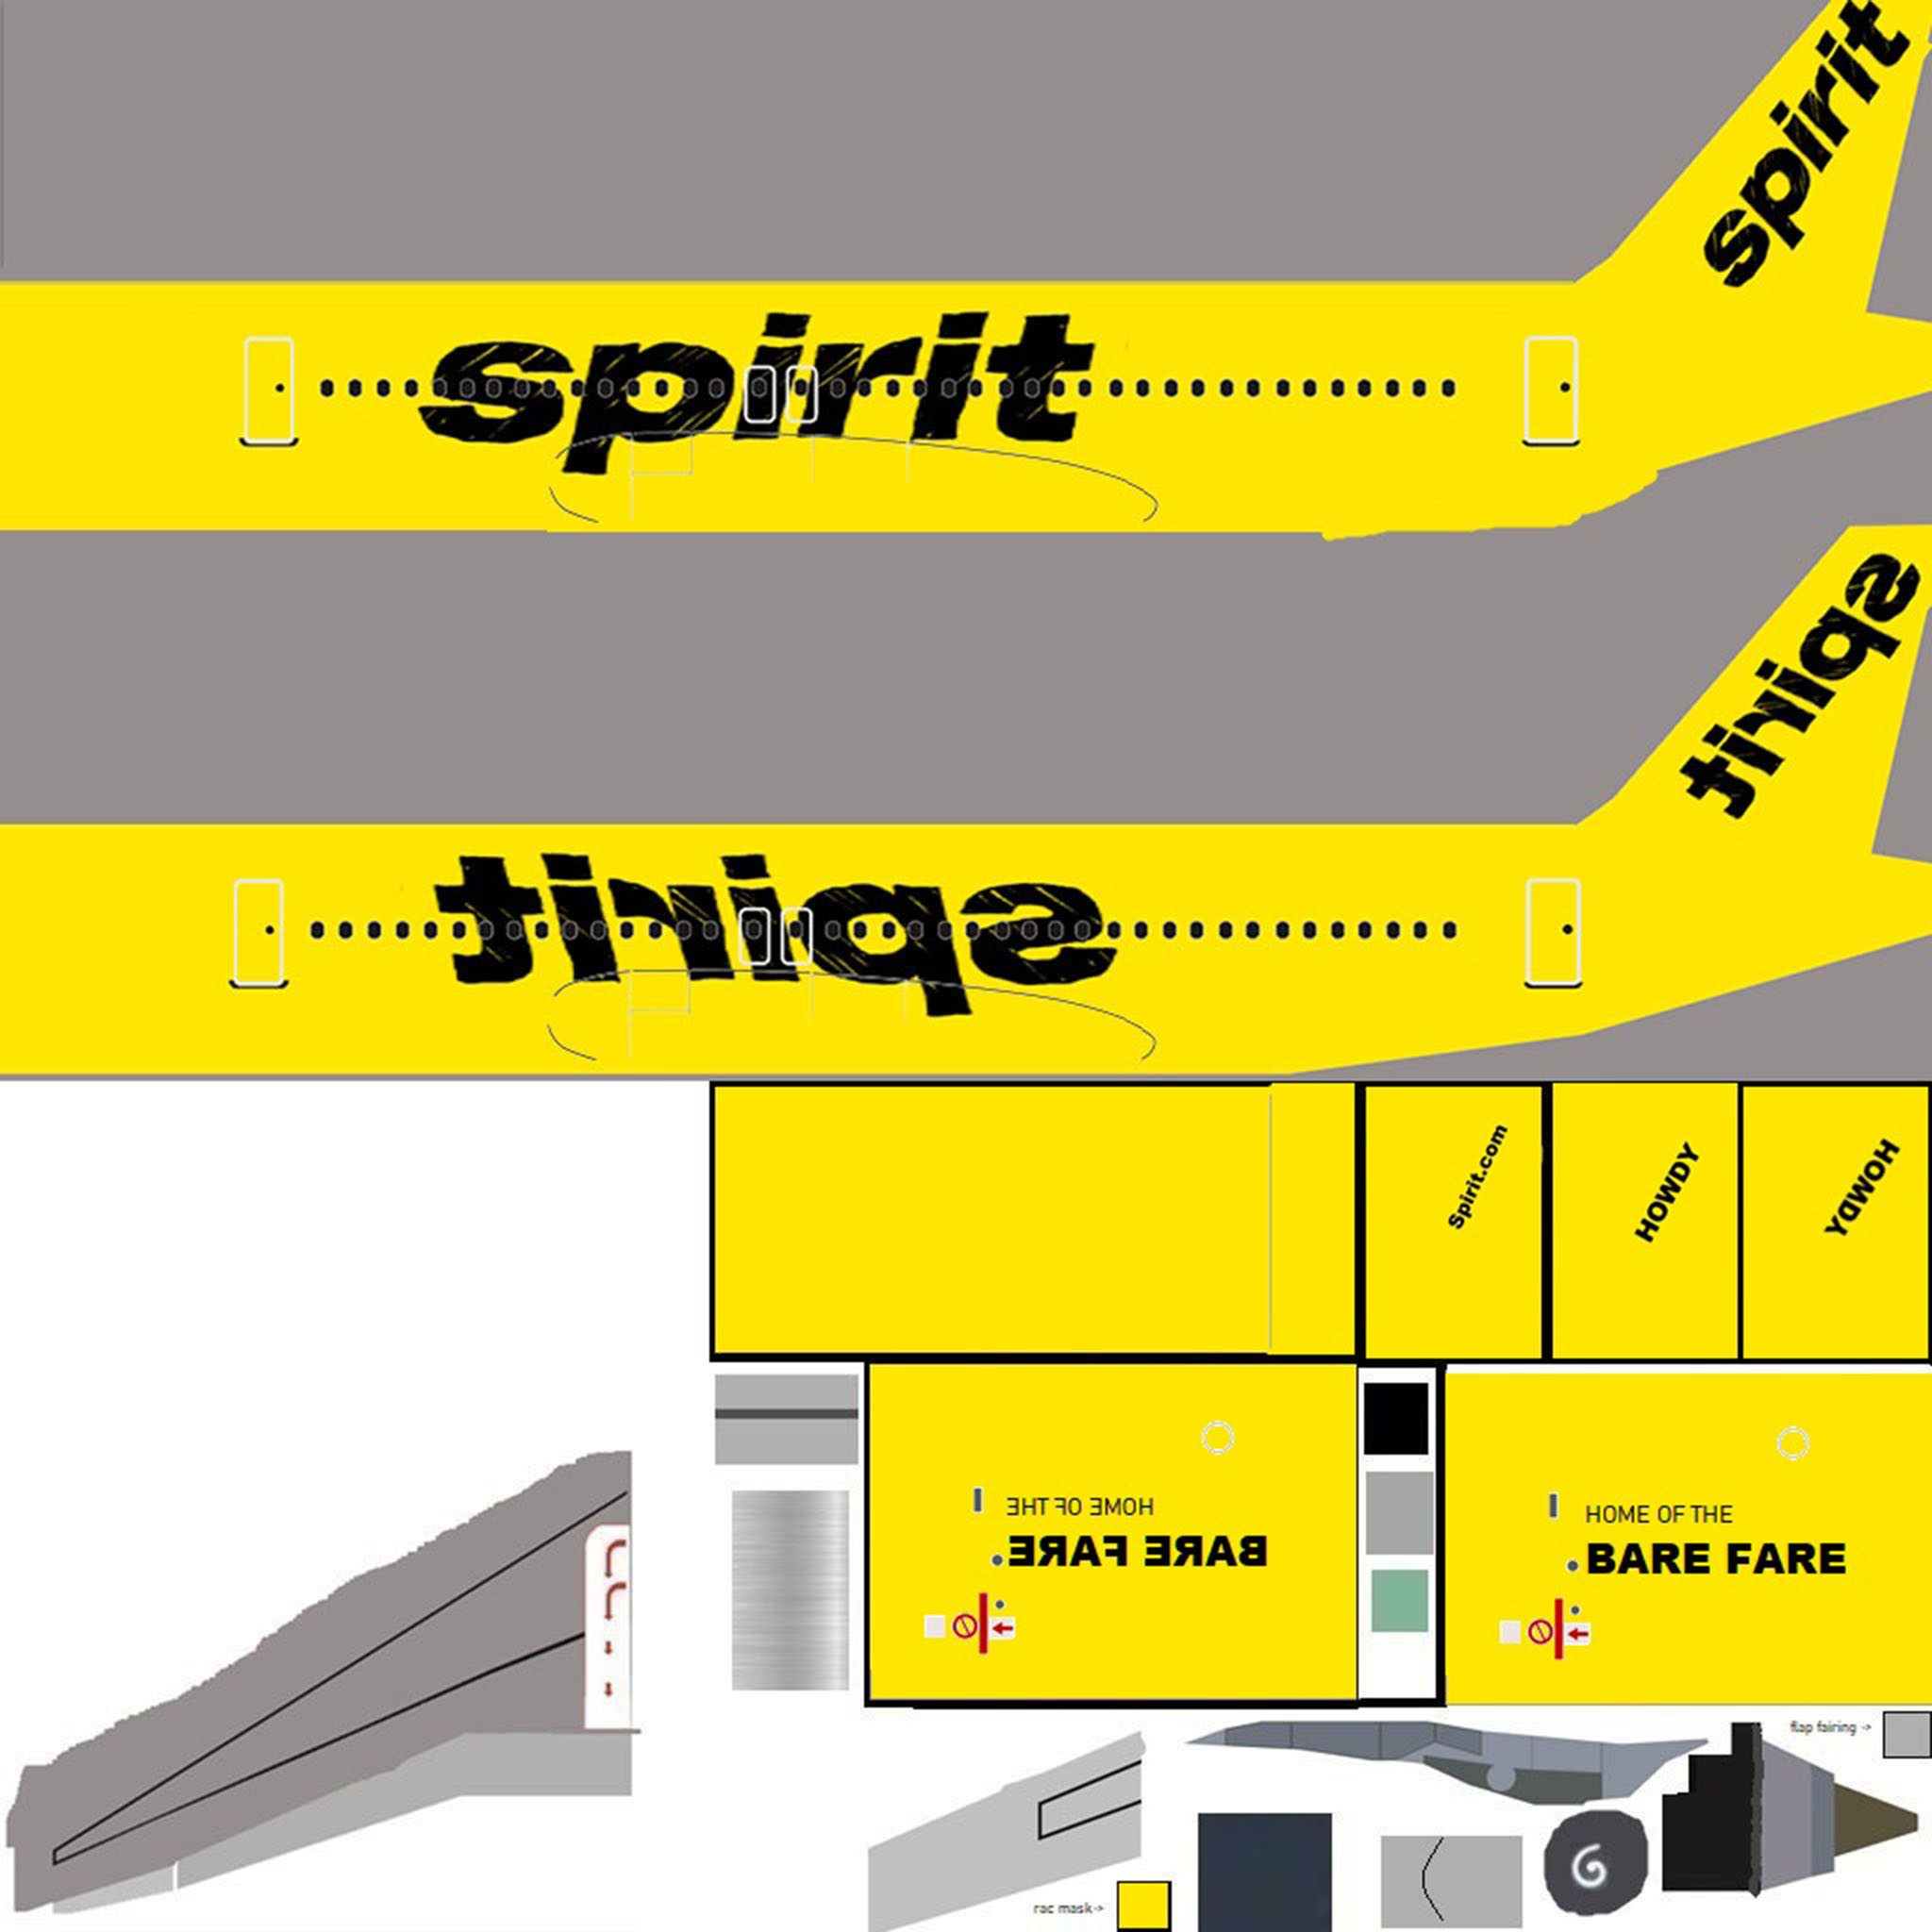 spirit
spirit
spirit
spirit
Spirit.com
HOWDY
HOWDY
HOME OF THE
BARE FARE
HOME OF THE
BARE FARE
flap fairing ->
rac mask->